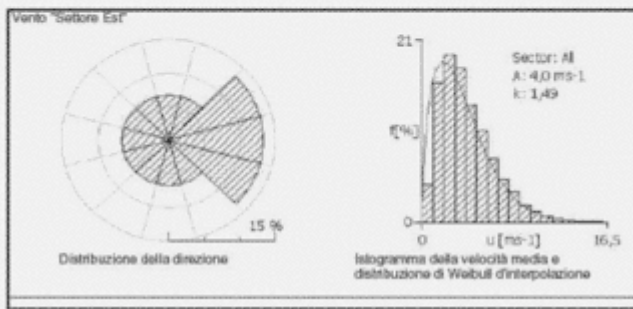 Vento "Settore Est"
15 %
Distribuzione della direzione
21
Sector: All
A: 4,0 ms-1
k: 1,49
f[%]
0
0
u [ms-1]
16,5
Istogramma della velocità media e
distribuzione di Weibull d'interpolazione